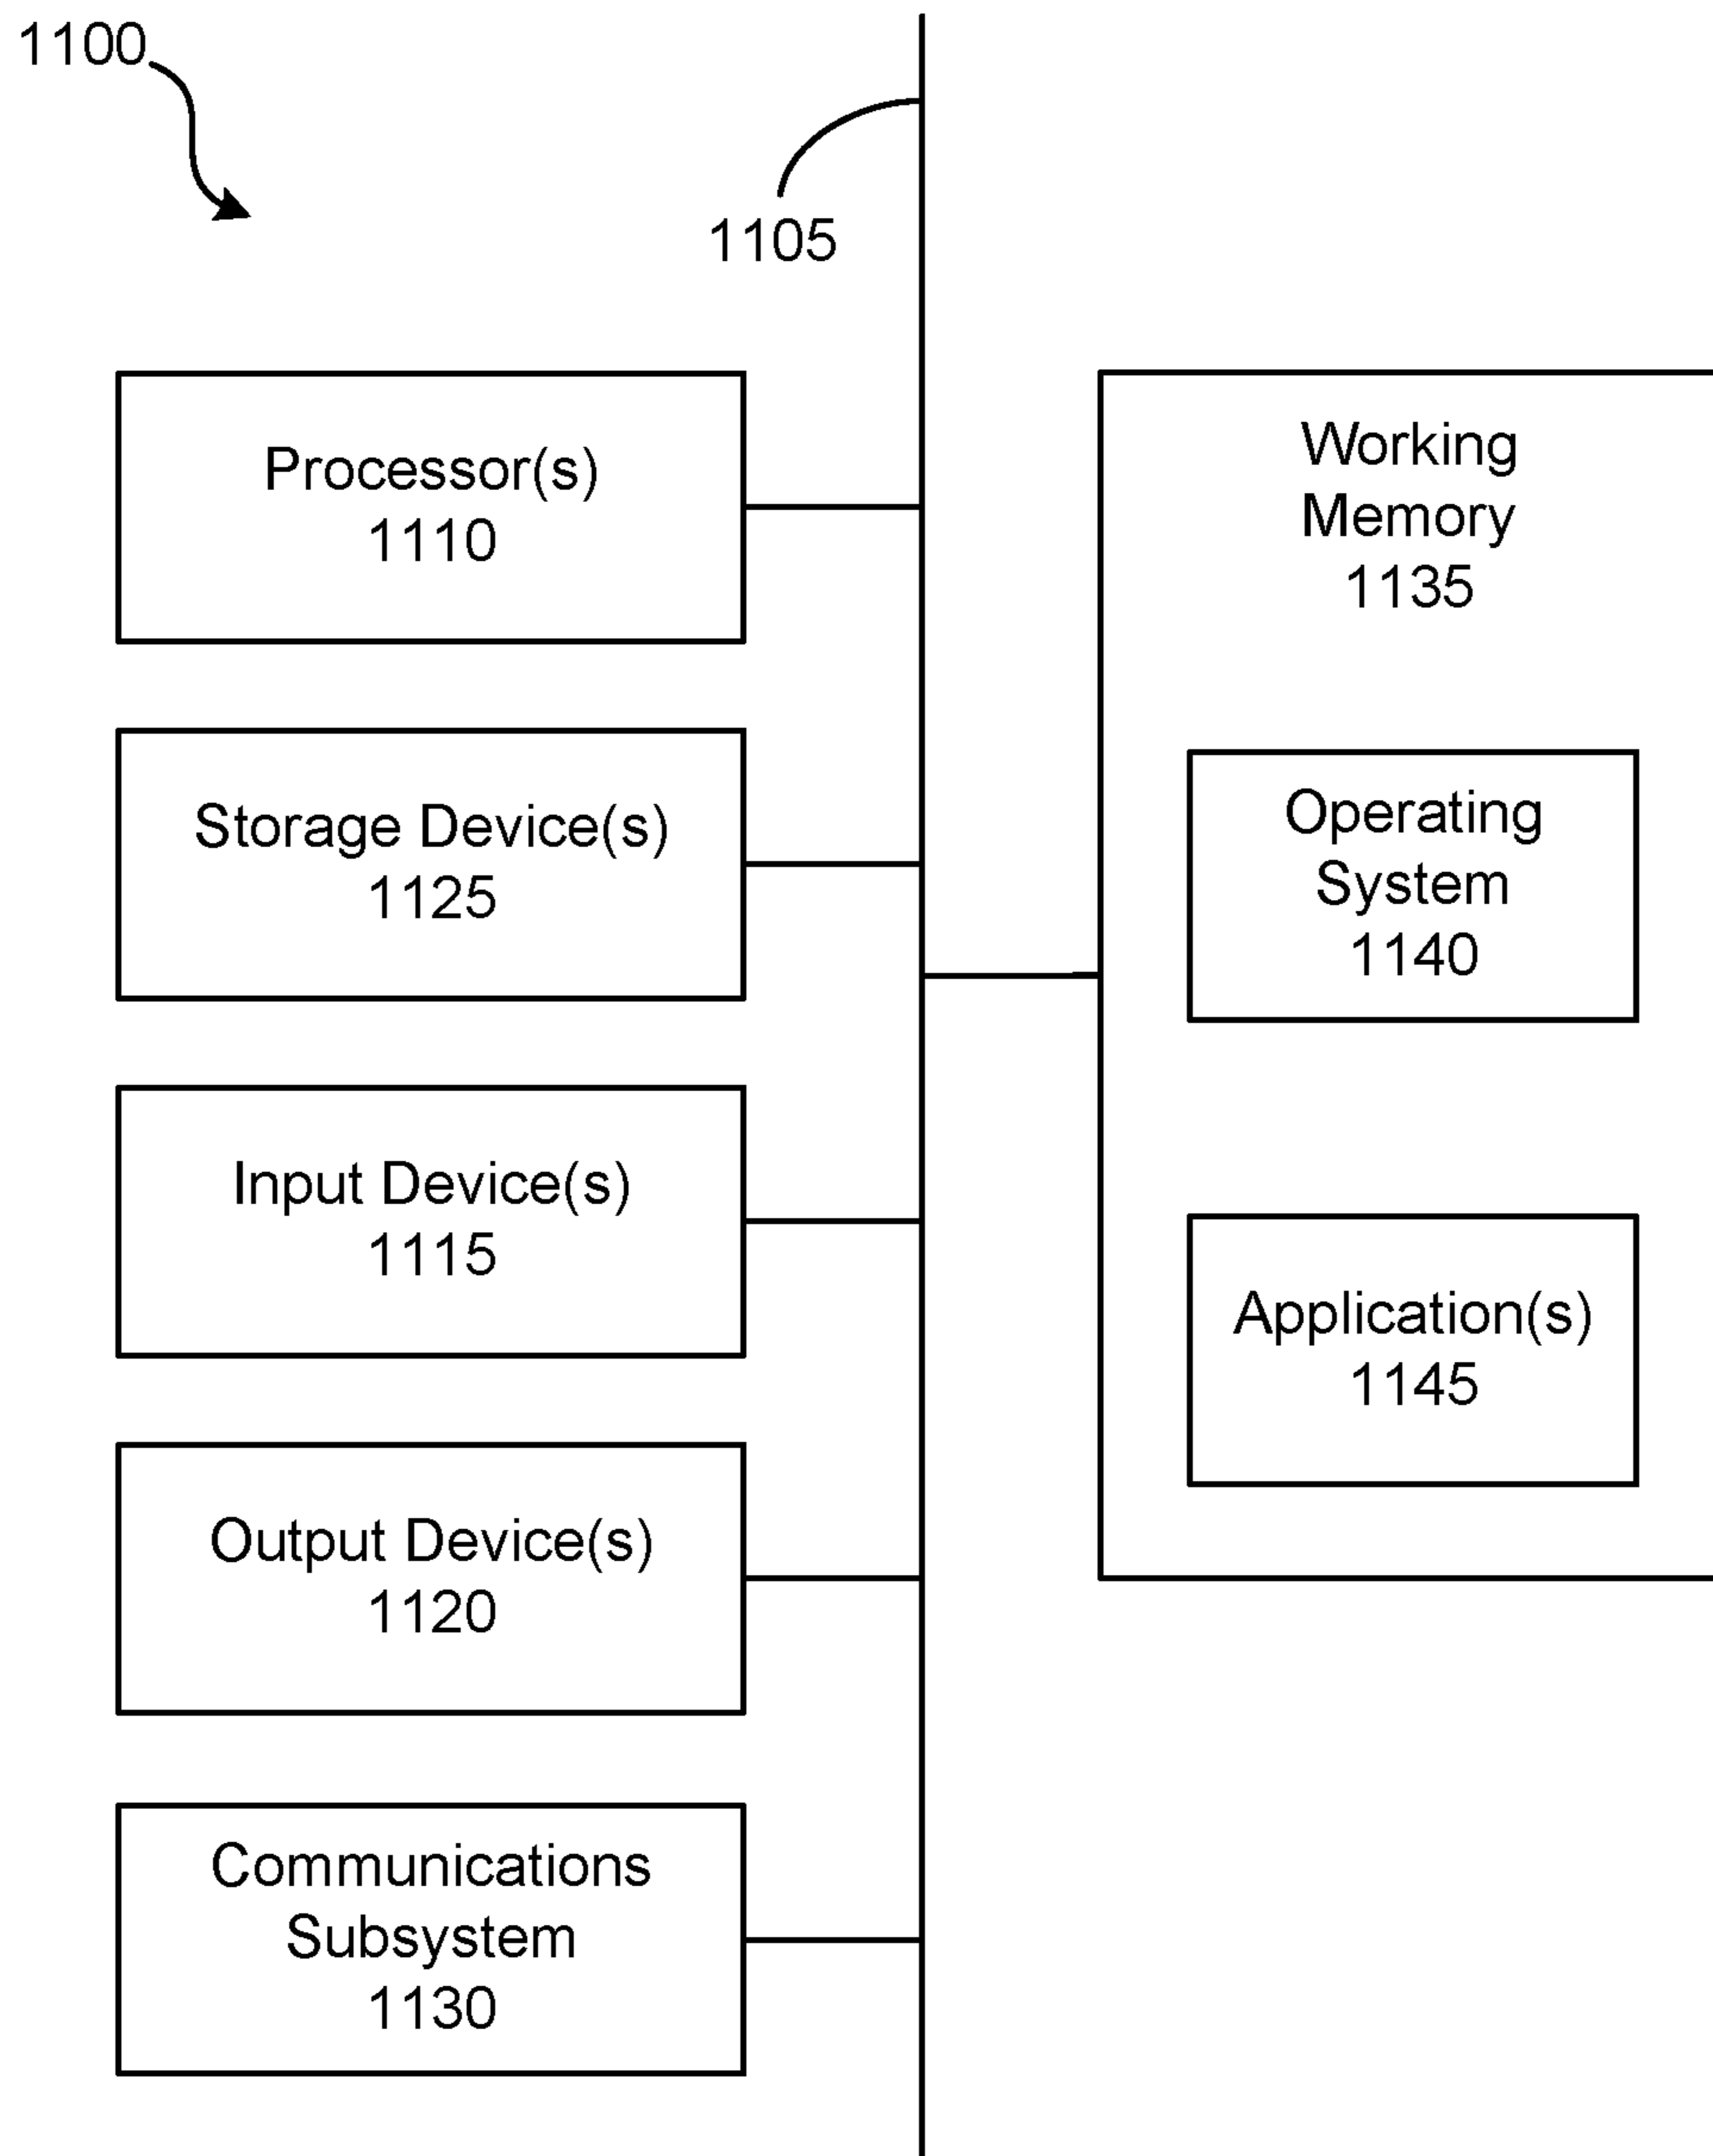 1100
1105
Processor(s)
1110
Storage Device(s)
1125
Input Device(s)
1115
Output Device(s)
1120
Communications
Subsystem
1130
Working
Memory
1135
Operating
System
1140
Application(s)
1145